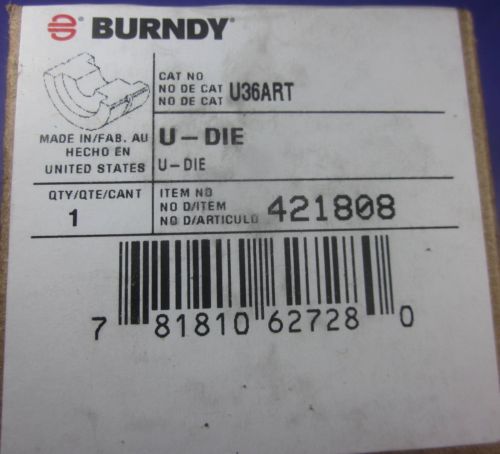 BURNDY®
CAT NO
NO DE CAT U36ART
NO DE CAT
MADE IN/FAB. AU
HECHO EN
UNITED STATES
U-DIE
U-DIE
QTY/QTE/CANT
1
ITEM NO
NO D/ITEM 421808
NO D/ARTICULO
7 81810 62728 0